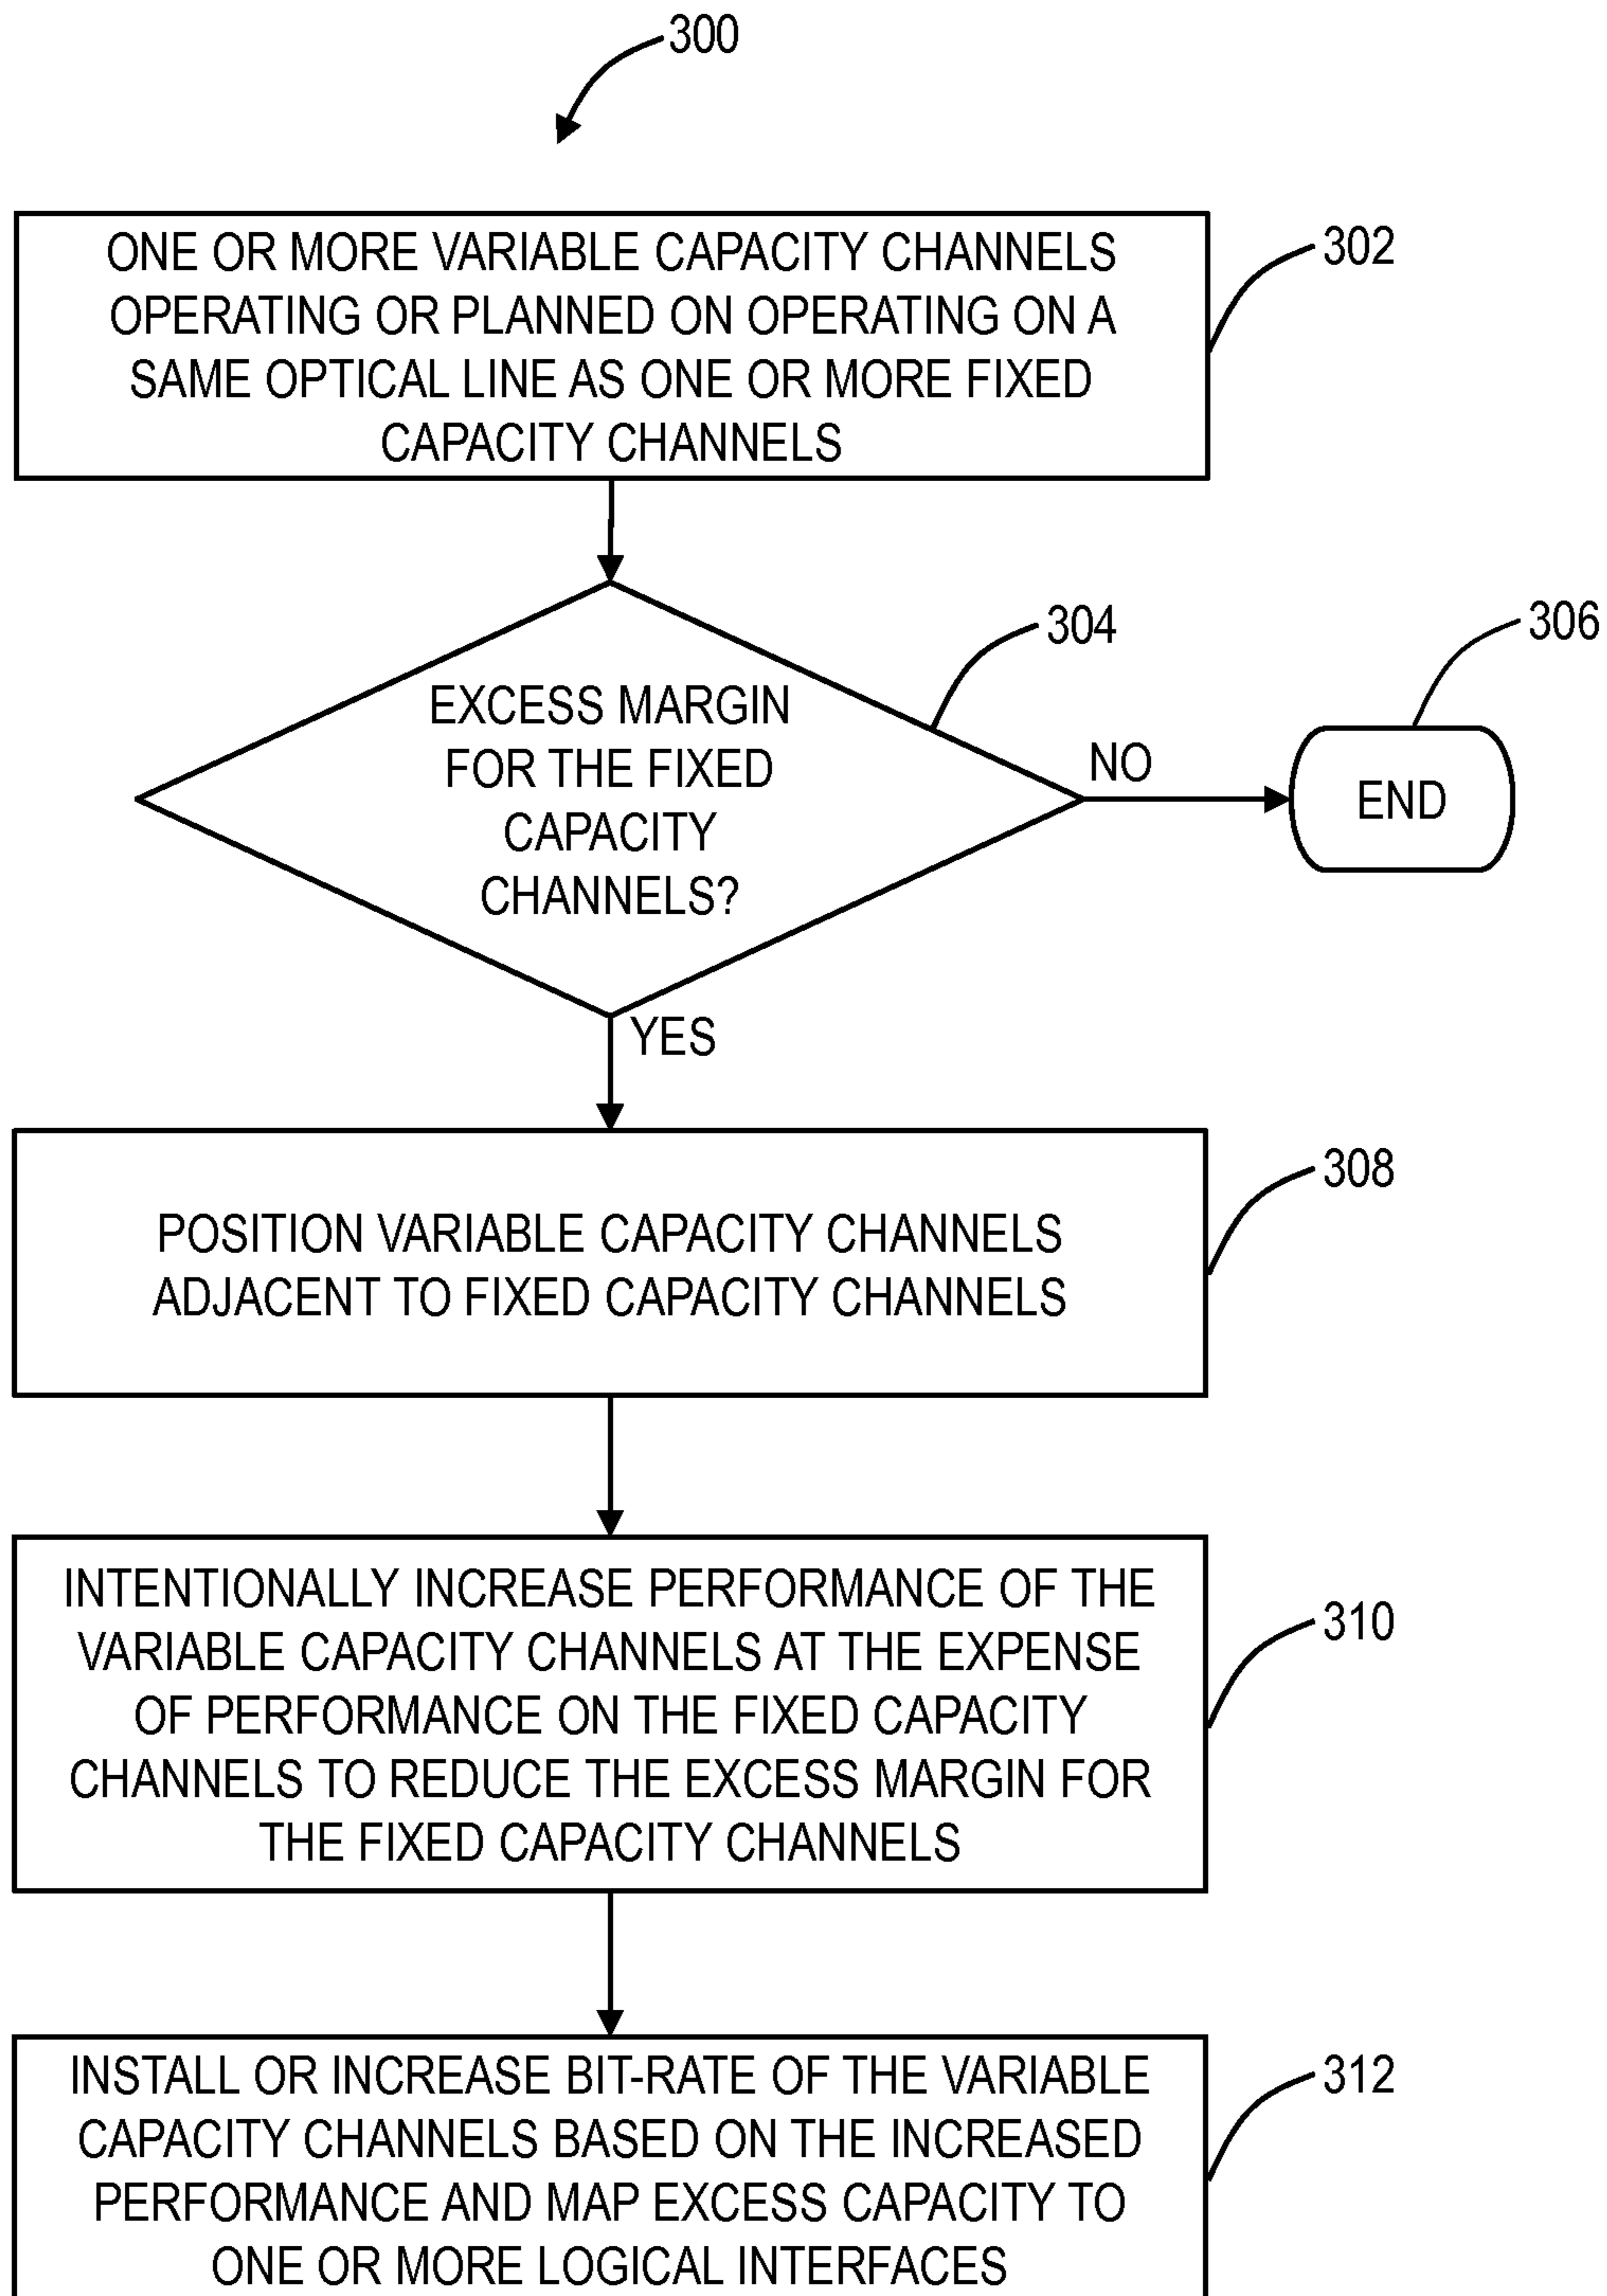 300
ONE OR MORE VARIABLE CAPACITY CHANNELS
OPERATING OR PLANNED ON OPERATING ON A
SAME OPTICAL LINE AS ONE OR MORE FIXED
CAPACITY CHANNELS
302
EXCESS MARGIN
FOR THE FIXED
CAPACITY
CHANNELS?
304
NO
306
END
YES
308
POSITION VARIABLE CAPACITY CHANNELS
ADJACENT TO FIXED CAPACITY CHANNELS
INTENTIONALLY INCREASE PERFORMANCE OF THE
VARIABLE CAPACITY CHANNELS AT THE EXPENSE
OF PERFORMANCE ON THE FIXED CAPACITY
CHANNELS TO REDUCE THE EXCESS MARGIN FOR
THE FIXED CAPACITY CHANNELS
310
INSTALL OR INCREASE BIT-RATE OF THE VARIABLE
CAPACITY CHANNELS BASED ON THE INCREASED
PERFORMANCE AND MAP EXCESS CAPACITY TO
ONE OR MORE LOGICAL INTERFACES
312